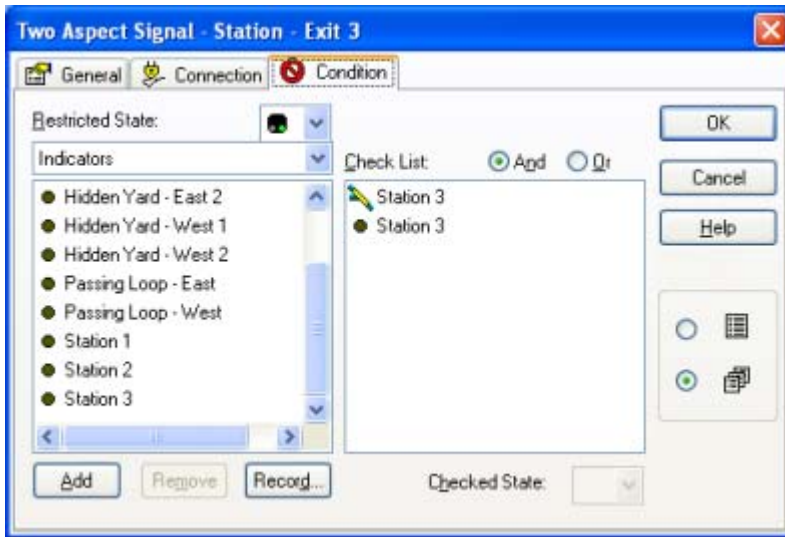 Two Aspect Signal - Station - Exit 3
General Connection Condition
Restricted State:
OK
Indicators
Check List: And Or
Cancel
Hidden Yard - East 2
Station 3
Hidden Yard - West 1
Station 3
Help
Hidden Yard - West 2
Passing Loop - East
Passing Loop - West
Station 1
Station 2
Station 3
Add Remove Record... Checked State: